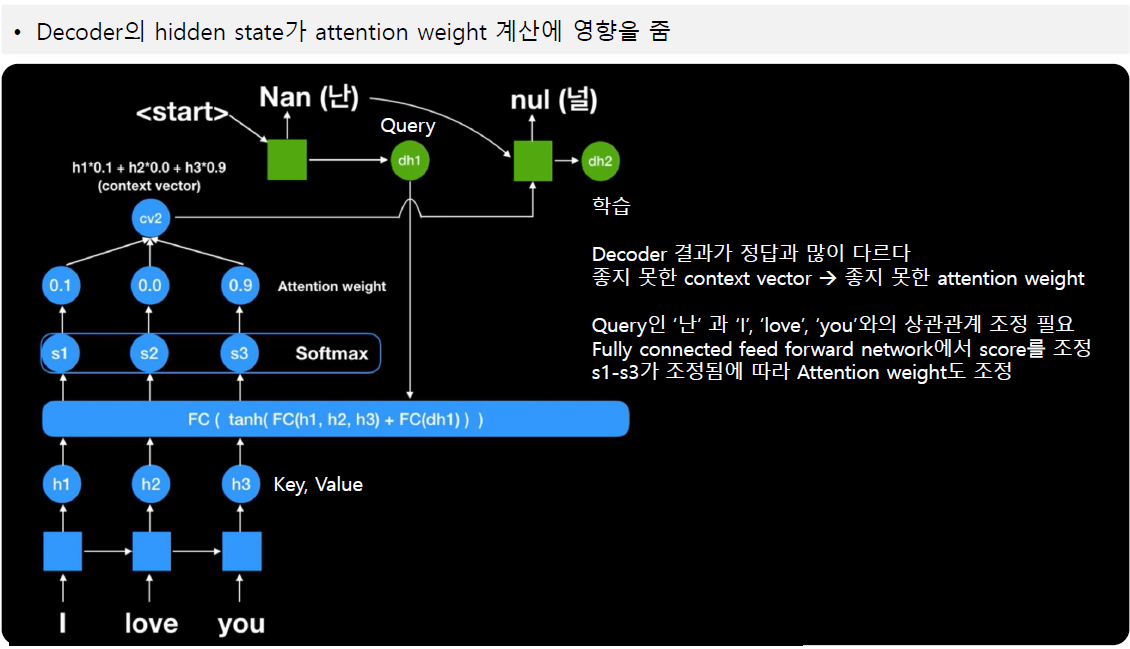 • Decoder의 hidden state가 attention weight 계산에 영향을 줌
Nan (난)
nul (널)
<start>
Query
dh1
dh2
h1*0.1 + h2*0.0 + h3*0.9
(context vector)
cv2
학습
Decoder 결과가 정답과 많이 다르다
좋지 못한 context vector → 좋지 못한 attention weight
0.1 0.0 0.9 Attention weight
Query인 ‘난’ 과 ‘I’, ‘love’, ‘you’와의 상관관계 조정 필요
Fully connected feed forward network에서 score를 조정
s1-s3가 조정됨에 따라 Attention weight도 조정
s1 s2 s3 Softmax
FC ( tanh( FC(h1, h2, h3) + FC(dh1) ) )
h1 h2 h3 Key, Value
I love you